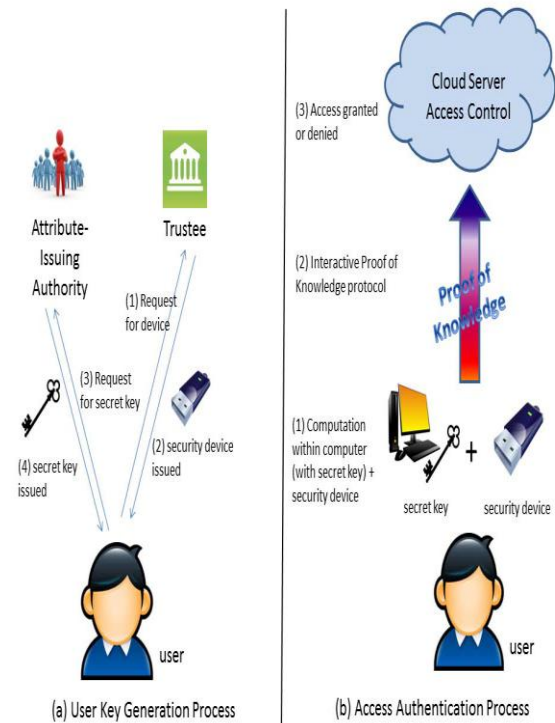 Attribute-
Issuing
Authority
Trustee
(1) Request
for device
(3) Request
for secret key
(2) security device
issued
(4) secret key
issued
user
(a) User Key Generation Process
Cloud Server
Access Control
(3) Access granted
or denied
(2) Interactive Proof of
Knowledge protocol
Proof of
Knowledge
(1) Computation
within computer
(with secret key) +
security device
+
secret key
security device
user
(b) Access Authentication Process